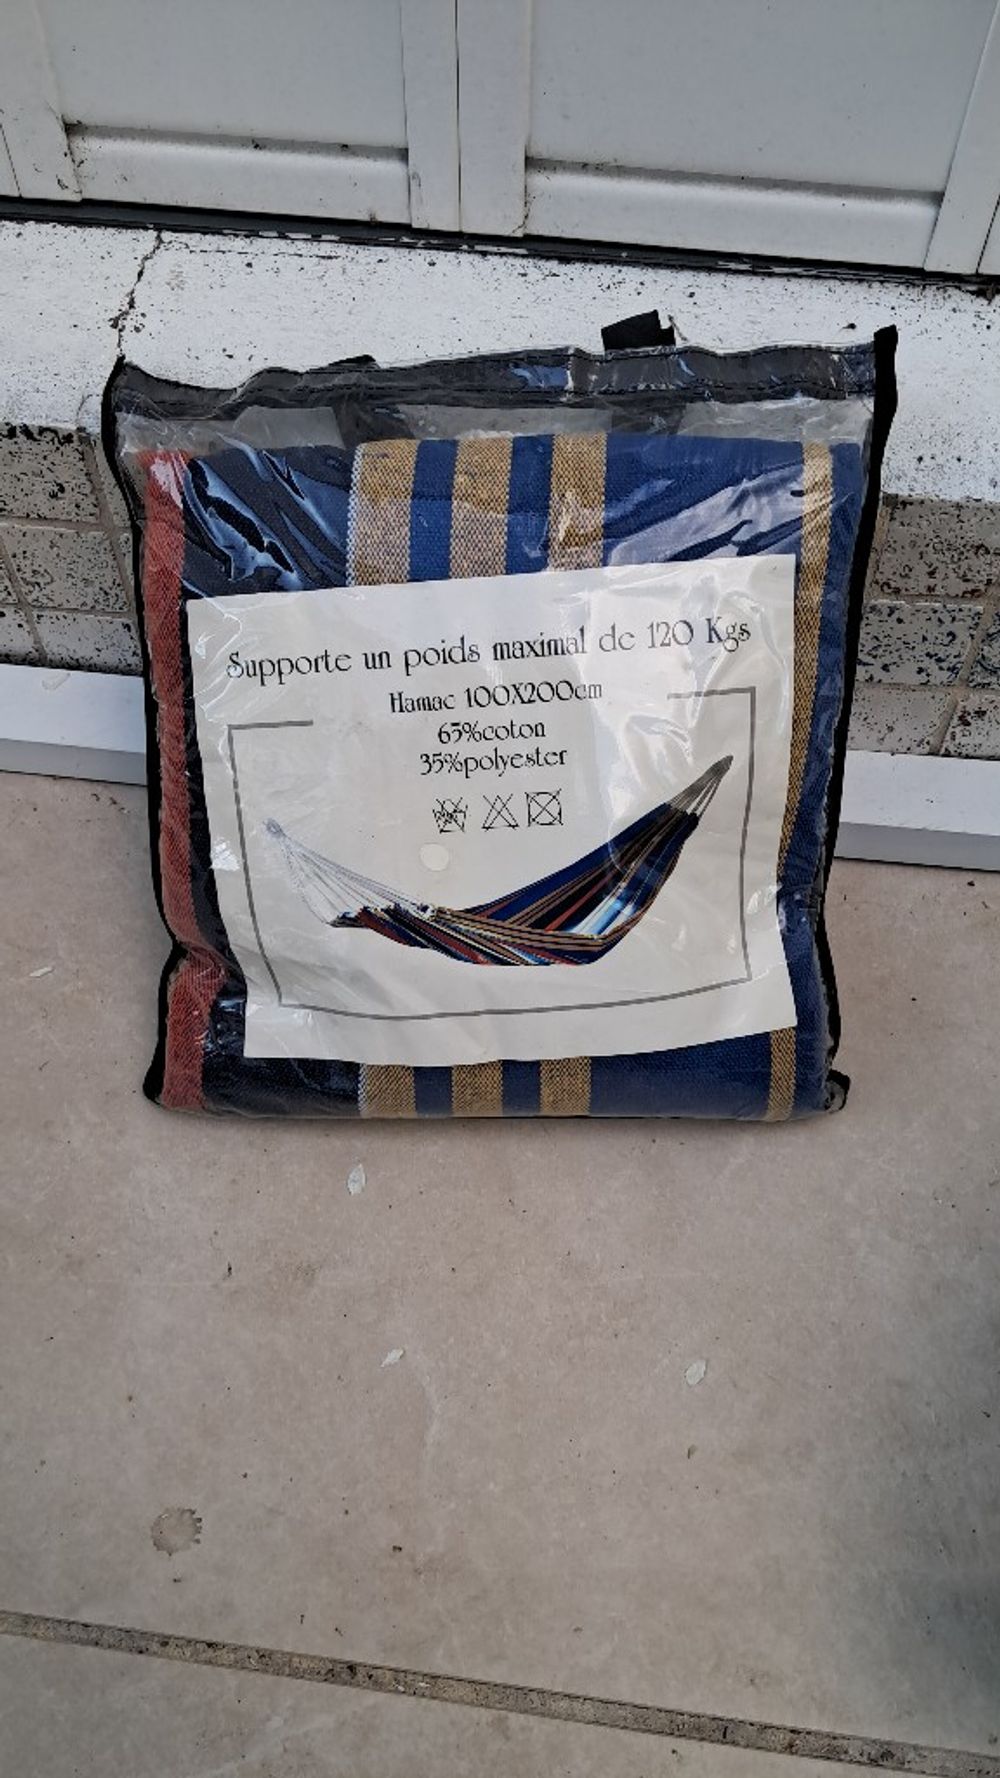 Supporte un poids maximal de 120 Kgs
Hamac 100X200cm
65%coton
35%polyester